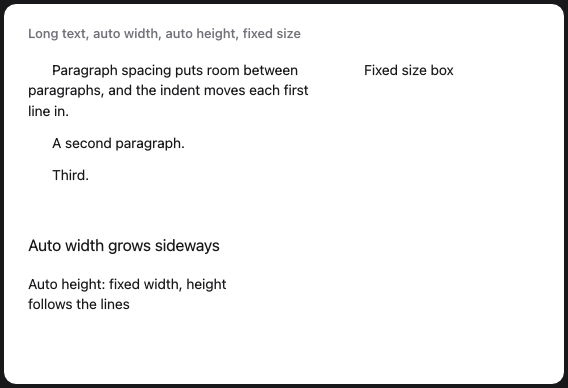 Long text, auto width, auto height, fixed size
Paragraph spacing puts room between
paragraphs, and the indent moves each first
line in.
A second paragraph.
Third.
Fixed size box
Auto width grows sideways
Auto height: fixed width, height
follows the lines